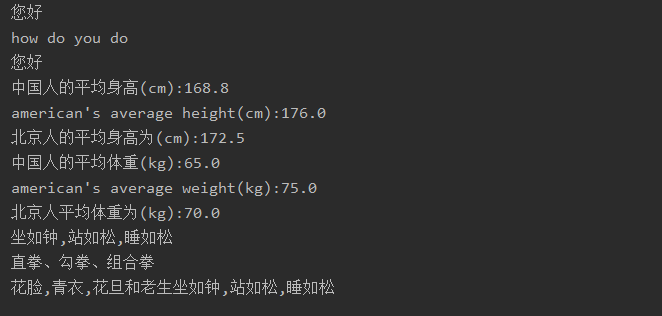 您好
how do you do
您好
中国人的平均身高(cm):168.8
american's average height(cm):176.0
北京人的平均身高为(cm):172.5
中国人的平均体重(kg):65.0
american's average weight(kg):75.0
北京人平均体重为(kg):70.0
坐如钟,站如松,睡如松
直拳、勾拳、组合拳
花脸,青衣,花旦和老生坐如钟,站如松,睡如松